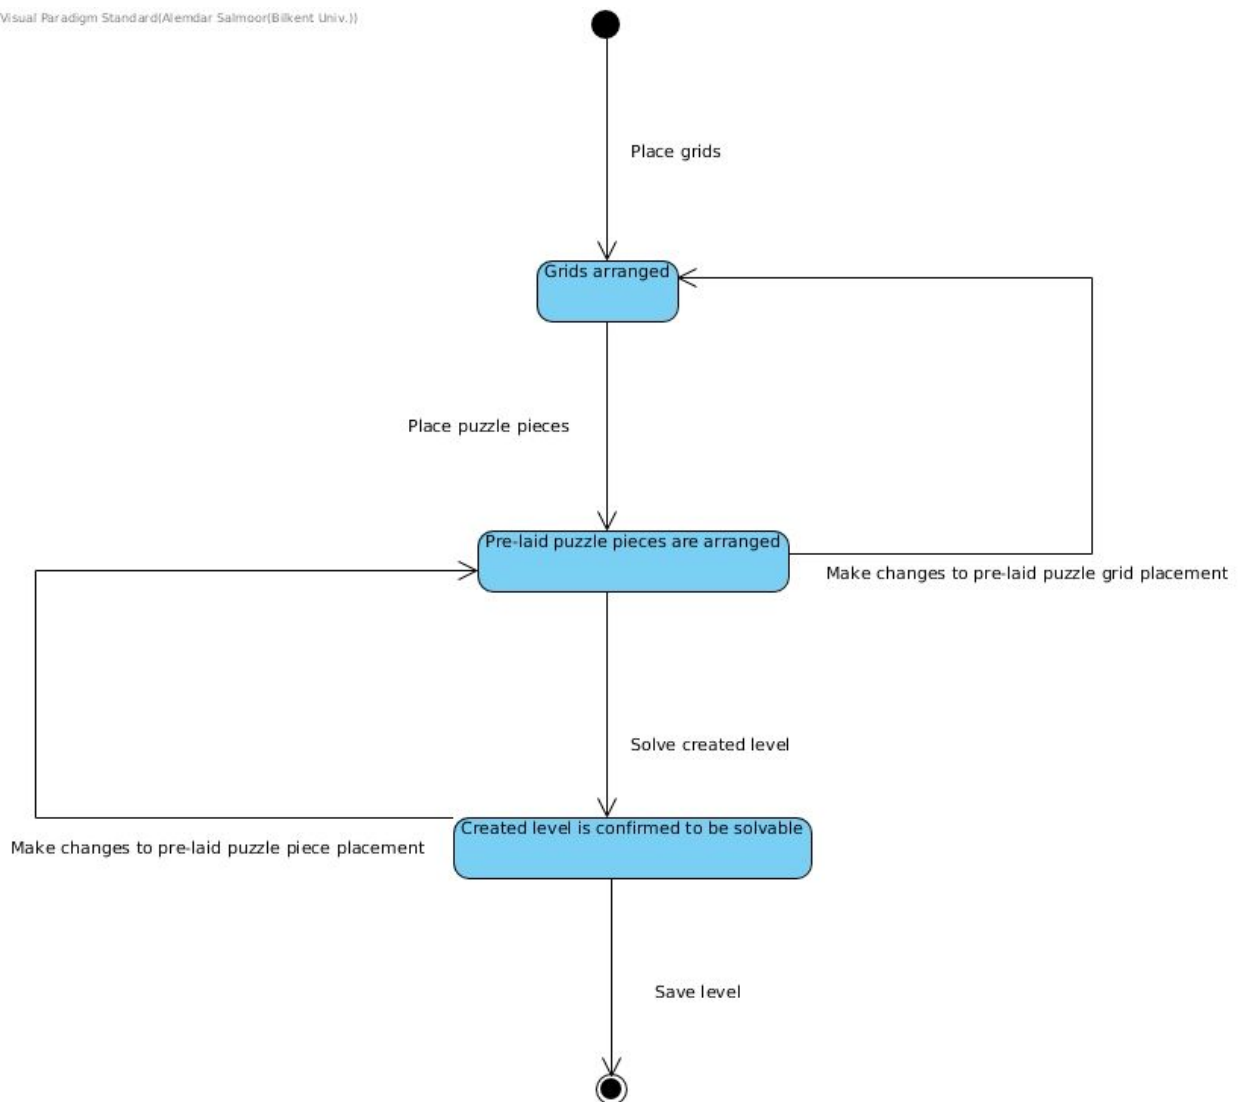 Visual Paradigm Standard(Alemdar Salmoor(Bilkent Univ.))
Place grids
Grids arranged
Place puzzle pieces
Pre-laid puzzle pieces are arranged
Make changes to pre-laid puzzle grid placement
Solve created level
Created level is confirmed to be solvable
Make changes to pre-laid puzzle piece placement
Save level